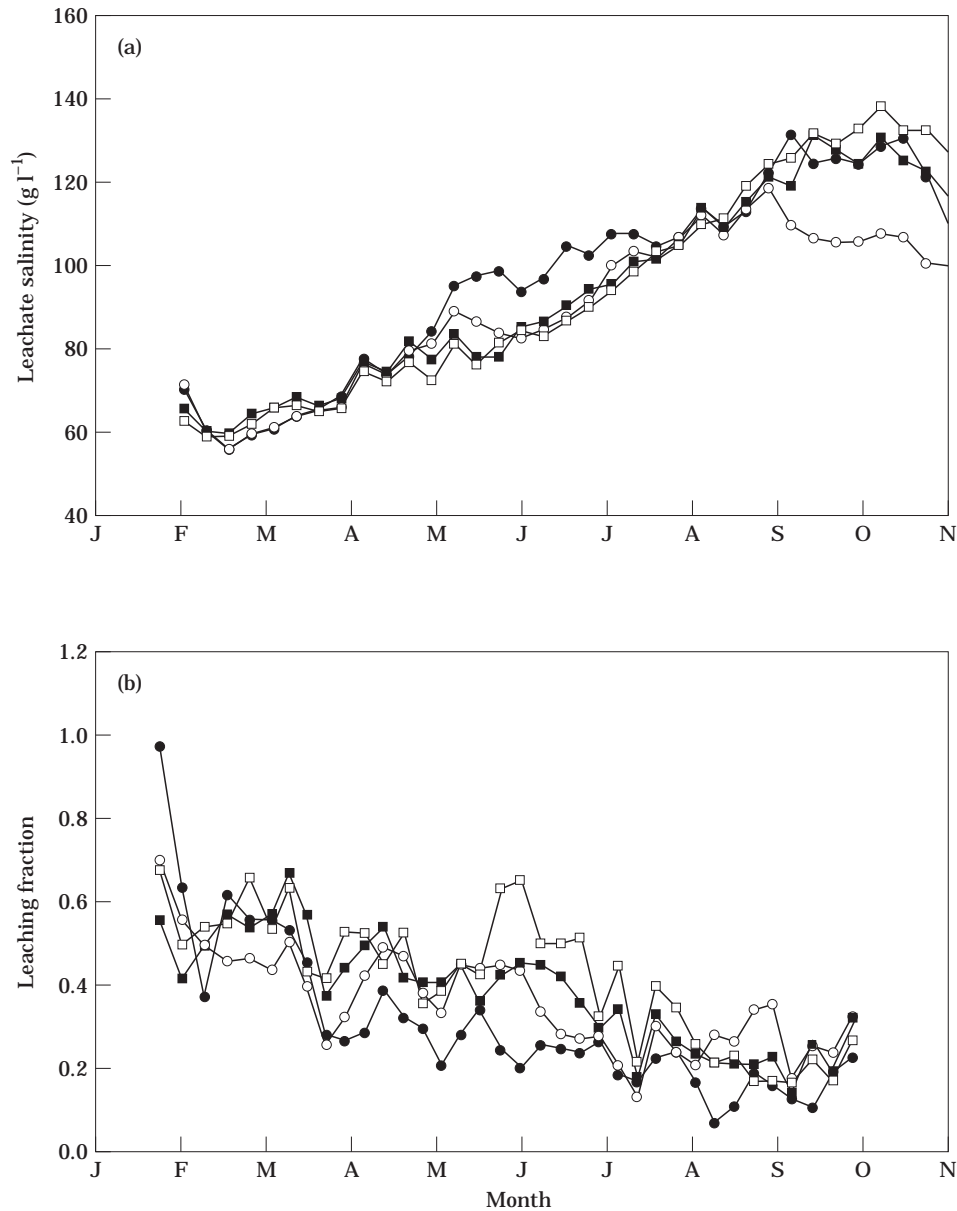 160
(a)
140
120
100
80
60
40
Leachate salinity (g l⁻¹)
J F M A M J J A S O N
1.2
(b)
1.0
0.8
0.6
0.4
0.2
0.0
Leaching fraction
J F M A M J J A S O N
Month